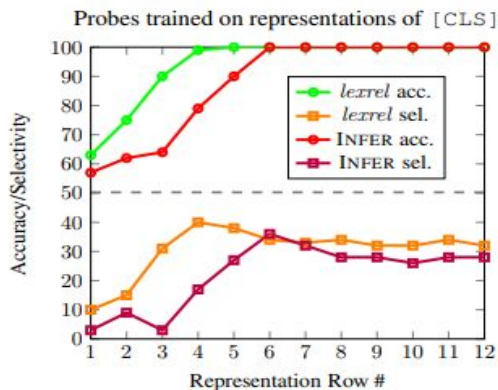 Probes trained on representations of [CLS]
100
90
80
70
60
50
40
30
20
10
0
Accuracy/Selectivity
lexrel acc.
lexrel sel.
INFER acc.
INFER sel.
1 2 3 4 5 6 7 8 9 10 11 12
Representation Row #